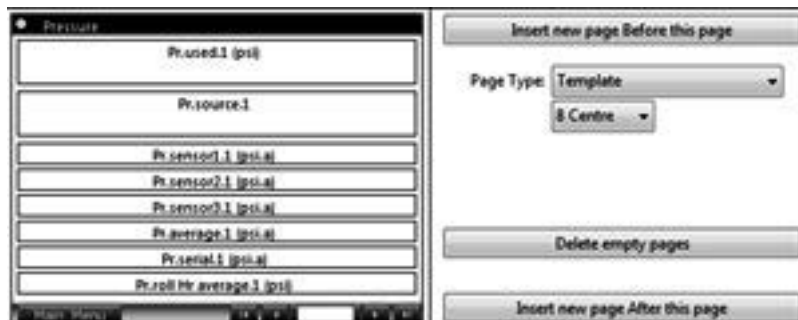 Pressure
Pr.used.1 (psi)
Pr.source.1
Pr.sensor1.1 (psi.a)
Pr.sensor2.1 (psi.a)
Pr.sensor3.1 (psi.a)
Pr.average.1 (psi.a)
Pr.serial.1 (psi.a)
Pr.roll Hr average.1 (psi)
Main Menu
Insert new page Before this page
Page Type: Template
8 Centre
Delete empty pages
Insert new page After this page